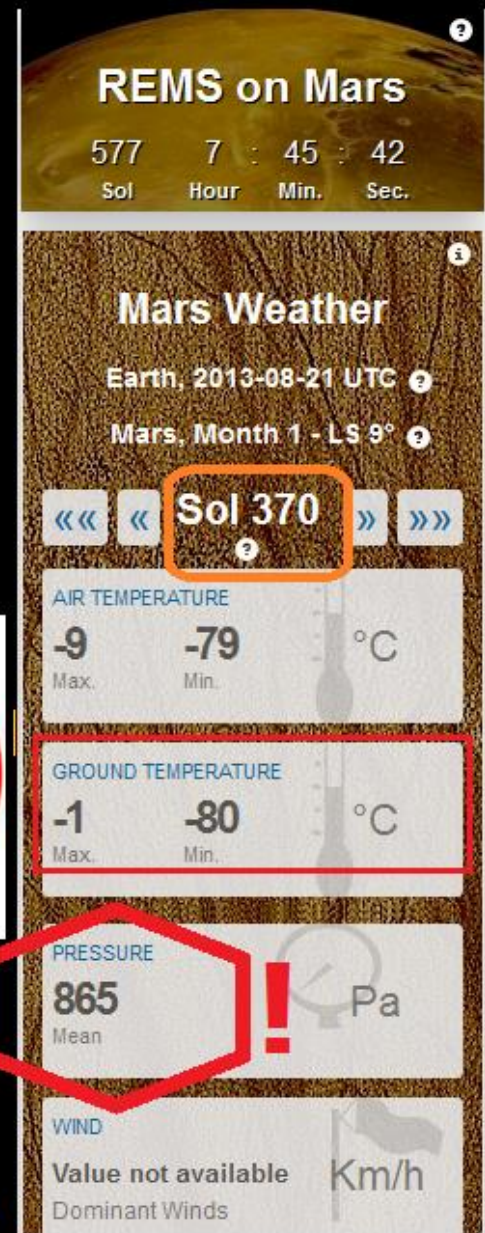 REMS on Mars
577 7 : 45 : 42
Sol Hour Min. Sec.
Mars Weather
Earth, 2013-08-21 UTC ?
Mars, Month 1 - LS 9° ?
«« « Sol 370 » »»
?
AIR TEMPERATURE
-9 -79 °C
Max. Min.
GROUND TEMPERATURE
-1 -80 °C
Max. Min.
PRESSURE
865 ! Pa
Mean
WIND
Value not available Km/h
Dominant Winds